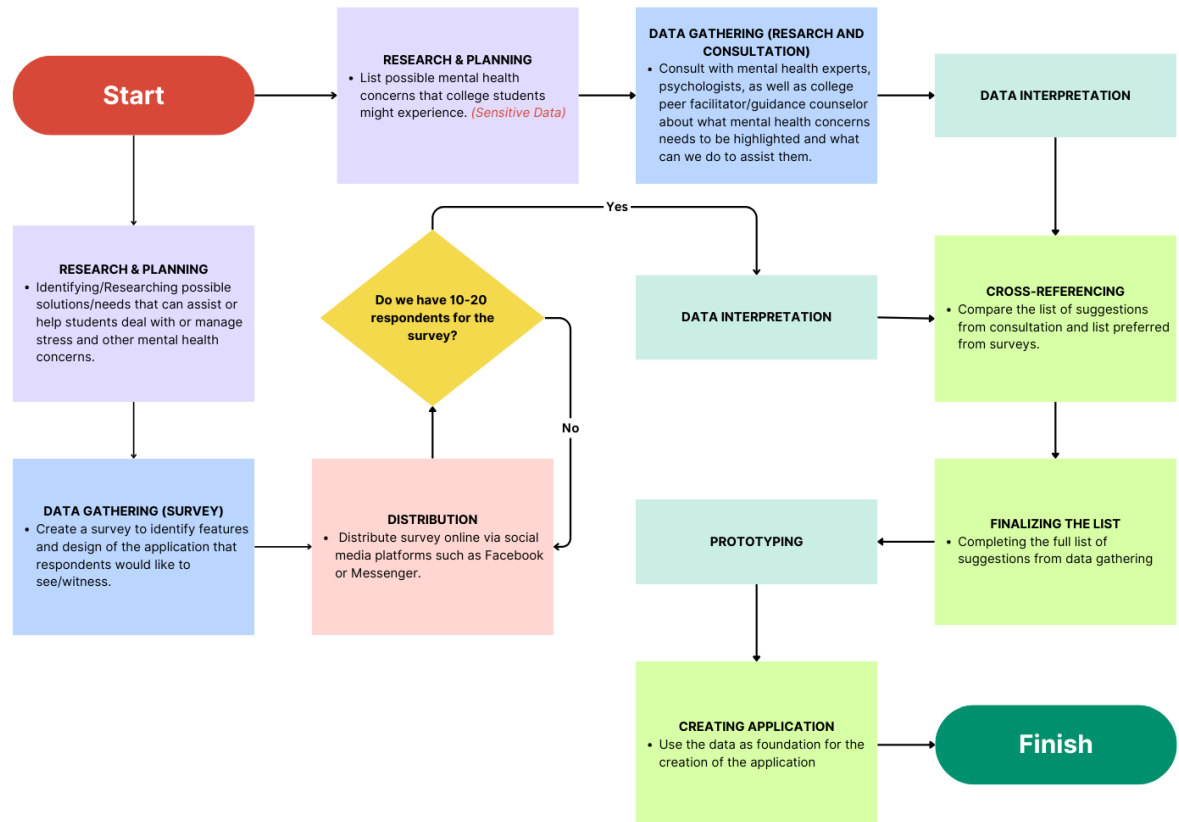 Start
RESEARCH & PLANNING
• List possible mental health
concerns that college students
might experience. (Sensitive Data)
DATA GATHERING (RESARCH AND
CONSULTATION)
• Consult with mental health experts,
psychologists, as well as college
peer facilitator/guidance counselor
about what mental health concerns
needs to be highlighted and what
can we do to assist them.
DATA INTERPRETATION
RESEARCH & PLANNING
• Identifying/Researching possible
solutions/needs that can assist or
help students deal with or manage
stress and other mental health
concerns.
Do we have 10-20
respondents for the
survey?
Yes
No
DATA INTERPRETATION
CROSS-REFERENCING
• Compare the list of suggestions
from consultation and list preferred
from surveys.
DATA GATHERING (SURVEY)
• Create a survey to identify features
and design of the application that
respondents would like to
see/witness.
DISTRIBUTION
• Distribute survey online via social
media platforms such as Facebook
or Messenger.
PROTOTYPING
FINALIZING THE LIST
• Completing the full list of
suggestions from data gathering
CREATING APPLICATION
• Use the data as foundation for the
creation of the application
Finish